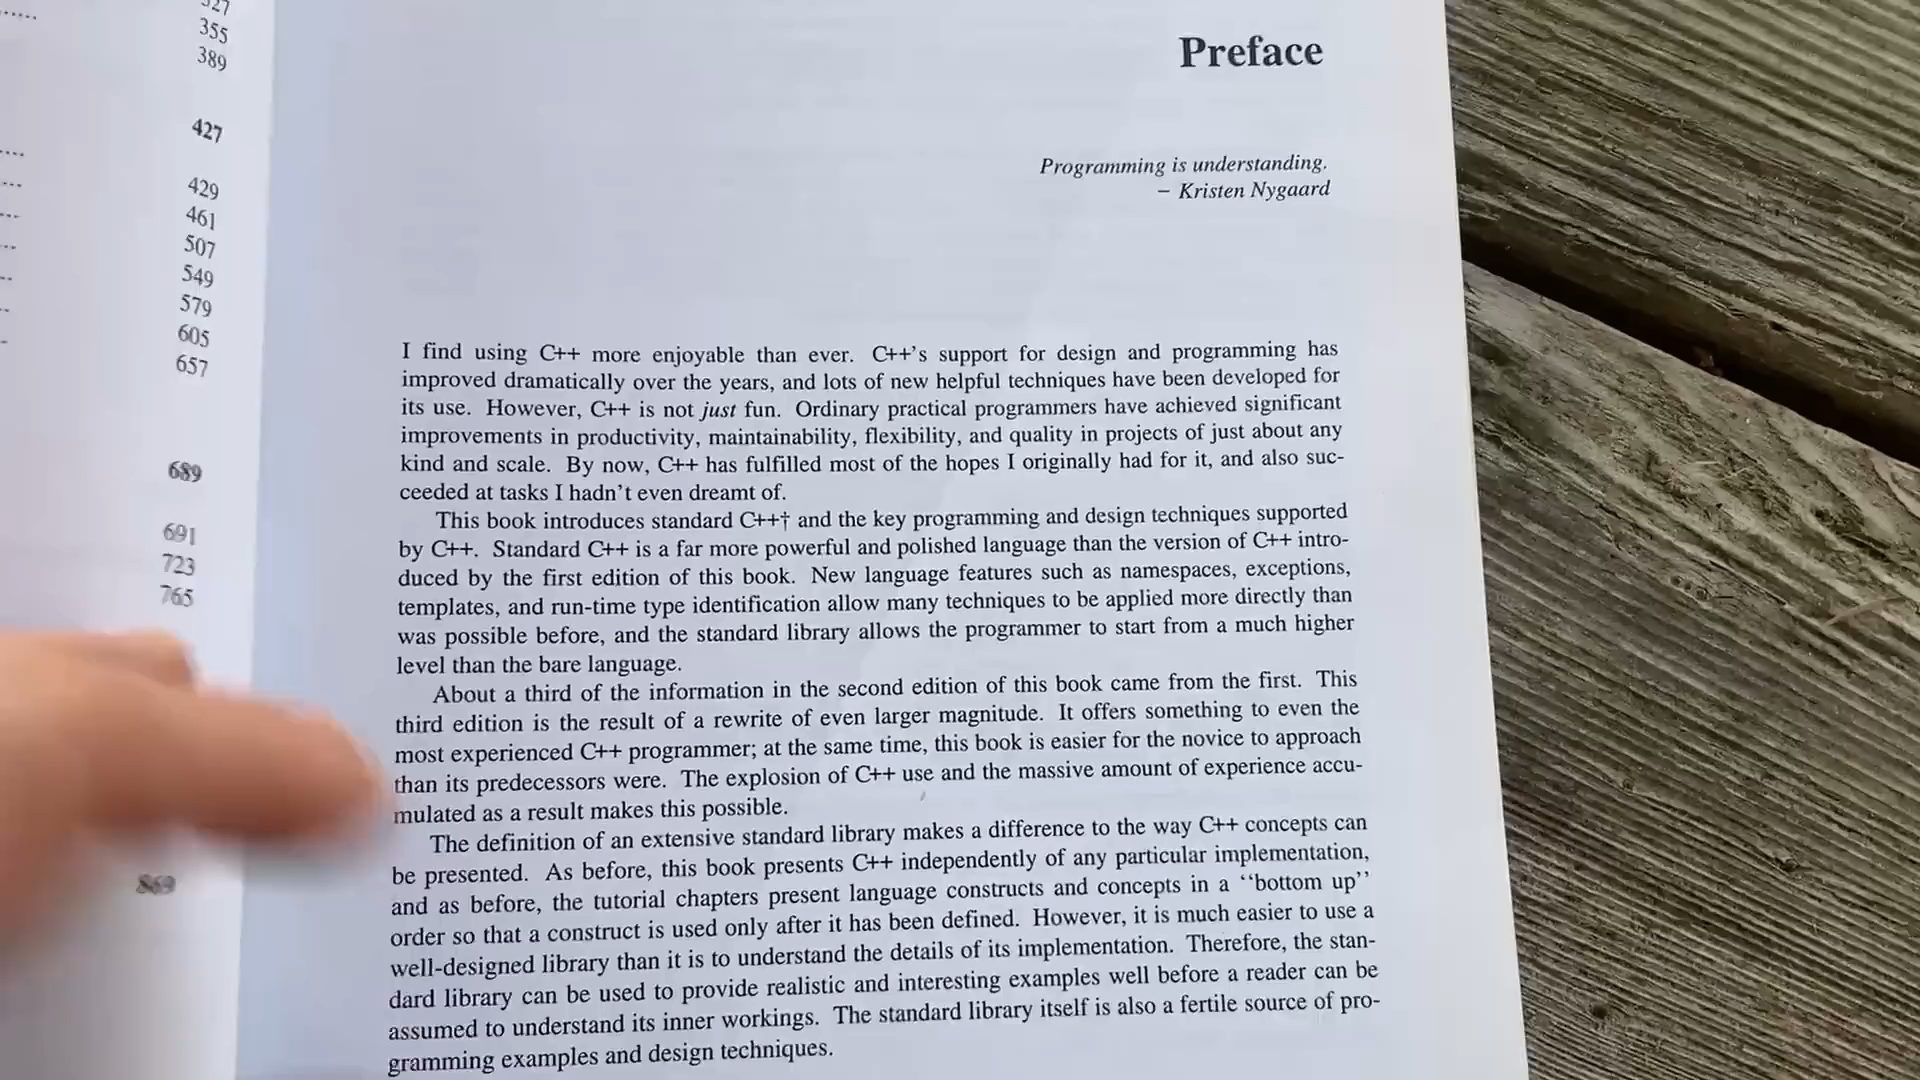 355
389
427
429
461
507
549
579
605
657
689
691
723
765
869
Preface
Programming is understanding.
– Kristen Nygaard
I find using C++ more enjoyable than ever. C++'s support for design and programming has
improved dramatically over the years, and lots of new helpful techniques have been developed for
its use. However, C++ is not just fun. Ordinary practical programmers have achieved significant
improvements in productivity, maintainability, flexibility, and quality in projects of just about any
kind and scale. By now, C++ has fulfilled most of the hopes I originally had for it, and also suc-
ceeded at tasks I hadn't even dreamt of.
This book introduces standard C++† and the key programming and design techniques supported
by C++. Standard C++ is a far more powerful and polished language than the version of C++ intro-
duced by the first edition of this book. New language features such as namespaces, exceptions,
templates, and run-time type identification allow many techniques to be applied more directly than
was possible before, and the standard library allows the programmer to start from a much higher
level than the bare language.
About a third of the information in the second edition of this book came from the first. This
third edition is the result of a rewrite of even larger magnitude. It offers something to even the
most experienced C++ programmer; at the same time, this book is easier for the novice to approach
than its predecessors were. The explosion of C++ use and the massive amount of experience accu-
mulated as a result makes this possible.
The definition of an extensive standard library makes a difference to the way C++ concepts can
be presented. As before, this book presents C++ independently of any particular implementation,
and as before, the tutorial chapters present language constructs and concepts in a ‘‘bottom up’’
order so that a construct is used only after it has been defined. However, it is much easier to use a
well-designed library than it is to understand the details of its implementation. Therefore, the stan-
dard library can be used to provide realistic and interesting examples well before a reader can be
assumed to understand its inner workings. The standard library itself is also a fertile source of pro-
gramming examples and design techniques.